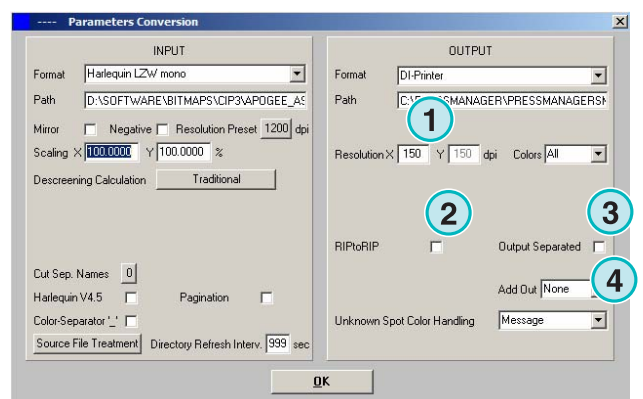 ---- Parameters Conversion
INPUT
Format Harlequin LZW mono
Path D:\SOFTWARE\BITMAPS\CIP3\APOGEE_AS
Mirror Negative Resolution Preset 1200 dpi
Scaling X 100.0000 Y 100.0000 %
Descreening Calculation Traditional
Cut Sep. Names 0
Harlequin V4.5 Pagination
Color-Separator '_'
Source File Treatment Directory Refresh Interv. 999 sec
OUTPUT
Format DI-Printer
Path
1
Resolution X 150 Y 150 dpi Colors All
2
3
RIPtoRIP Output Separated
4
Add Out None
Unknown Spot Color Handling Message
OK